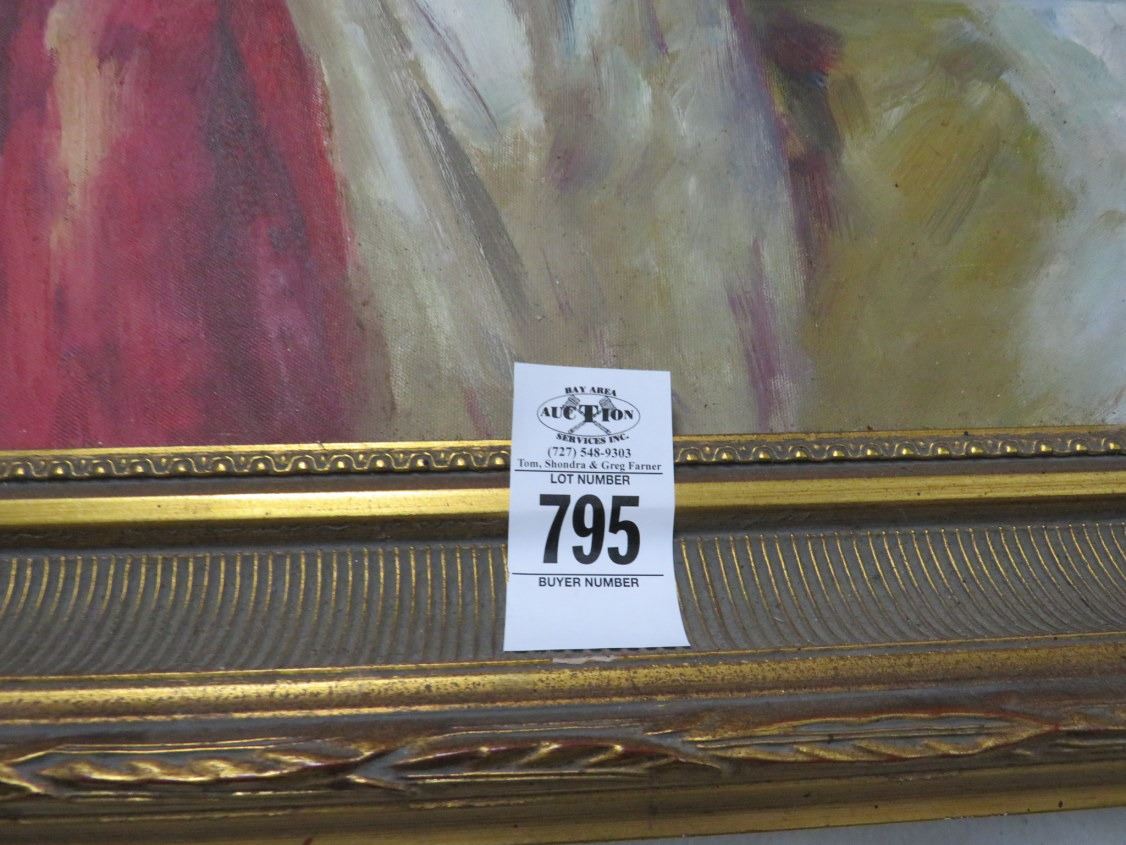 BAY AREA
AUCTION
SERVICES INC.
(727) 548-9303
Tom, Shondra & Greg Farner
LOT NUMBER
795
BUYER NUMBER